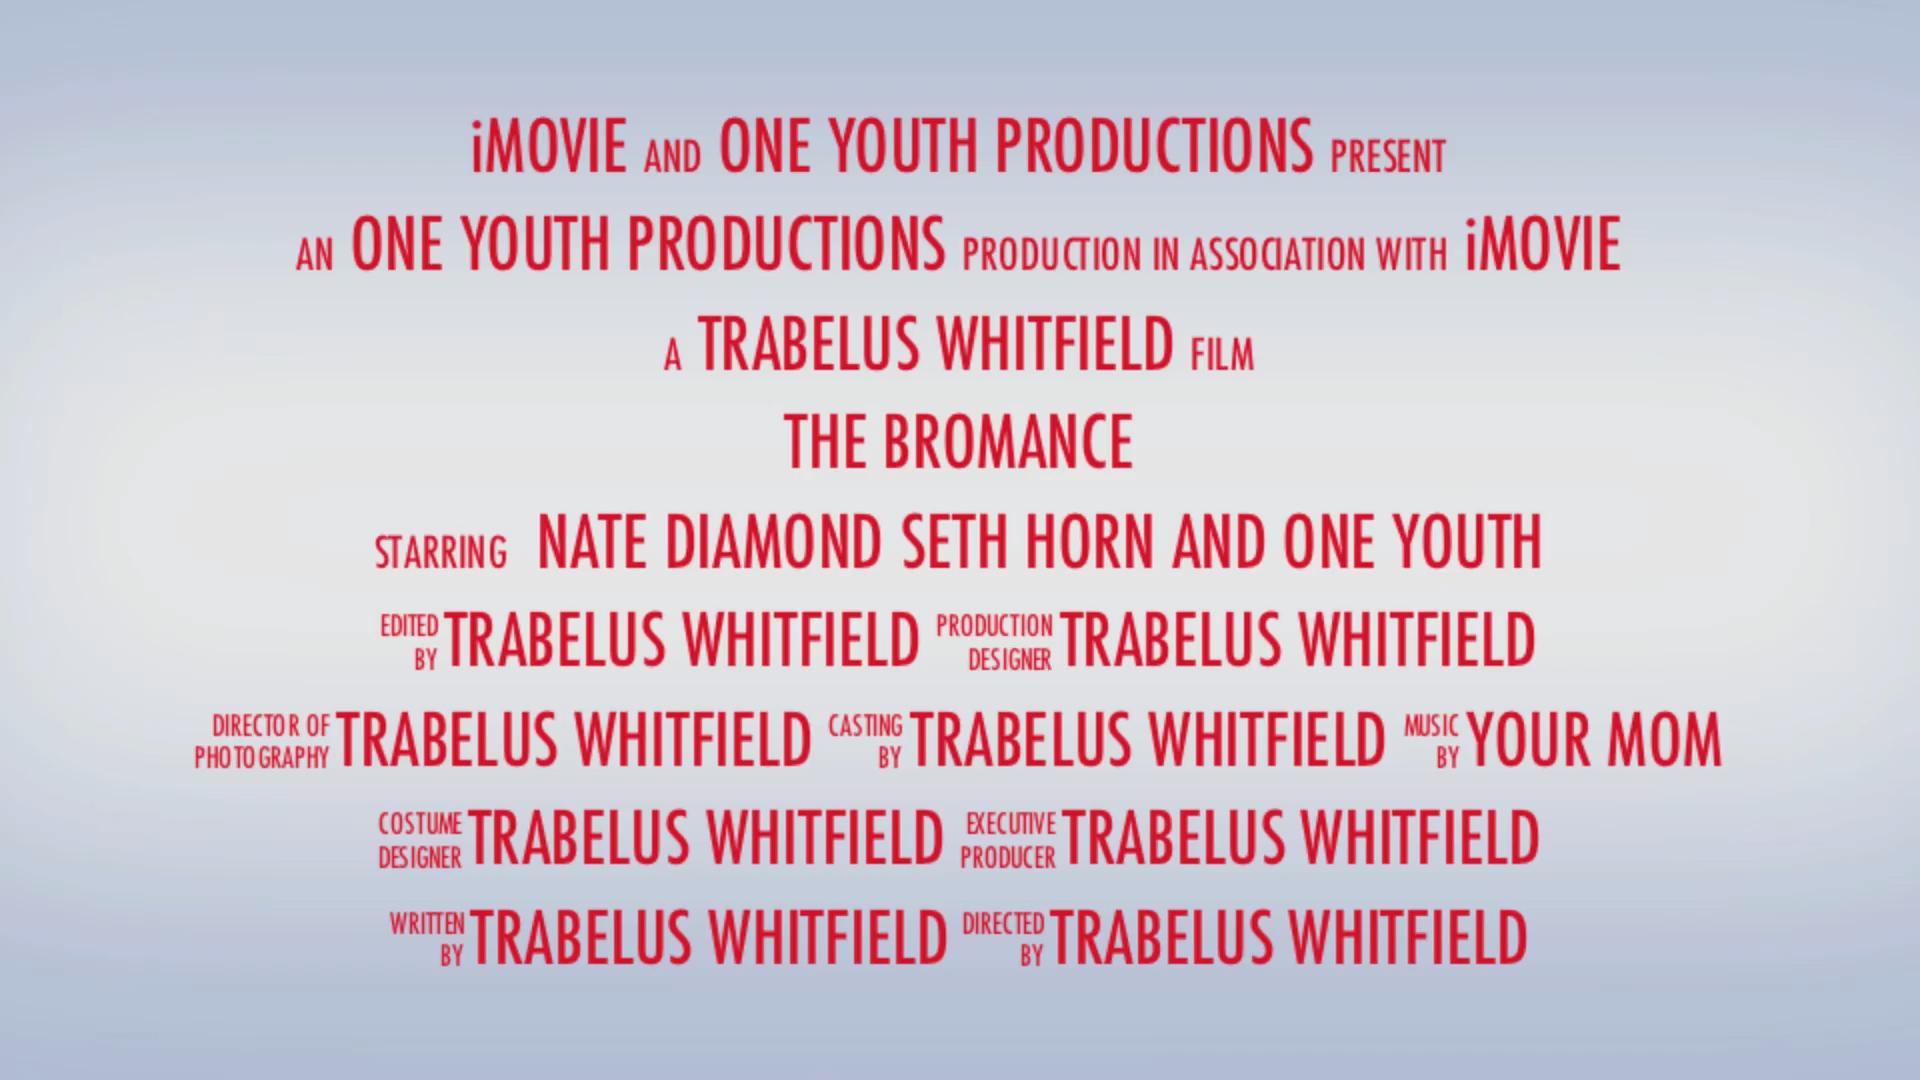 iMOVIE AND ONE YOUTH PRODUCTIONS PRESENT
AN ONE YOUTH PRODUCTIONS PRODUCTION IN ASSOCIATION WITH iMOVIE
A TRABELUS WHITFIELD FILM
THE BROMANCE
STARRING NATE DIAMOND SETH HORN AND ONE YOUTH
EDITED BY TRABELUS WHITFIELD PRODUCTION DESIGNER TRABELUS WHITFIELD
DIRECTOR OF PHOTOGRAPHY TRABELUS WHITFIELD CASTING BY TRABELUS WHITFIELD MUSIC BY YOUR MOM
COSTUME DESIGNER TRABELUS WHITFIELD EXECUTIVE PRODUCER TRABELUS WHITFIELD
WRITTEN BY TRABELUS WHITFIELD DIRECTED BY TRABELUS WHITFIELD